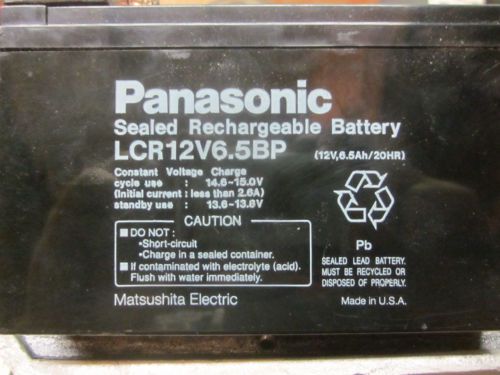 Panasonic
Sealed Rechargeable Battery
LCR12V6.5BP (12V,6.5Ah/20HR)
Constant Voltage Charge
cycle use : 14.6~15.0V
(Initial current : less than 2.6A)
standby use : 13.6~13.8V
CAUTION
■ DO NOT :
•Short-circuit
•Charge in a sealed container.
■ If contaminated with electrolyte (acid).
Flush with water immediately.
Matsushita Electric
Pb
SEALED LEAD BATTERY.
MUST BE RECYCLED OR
DISPOSED OF PROPERLY.
Made in U.S.A.